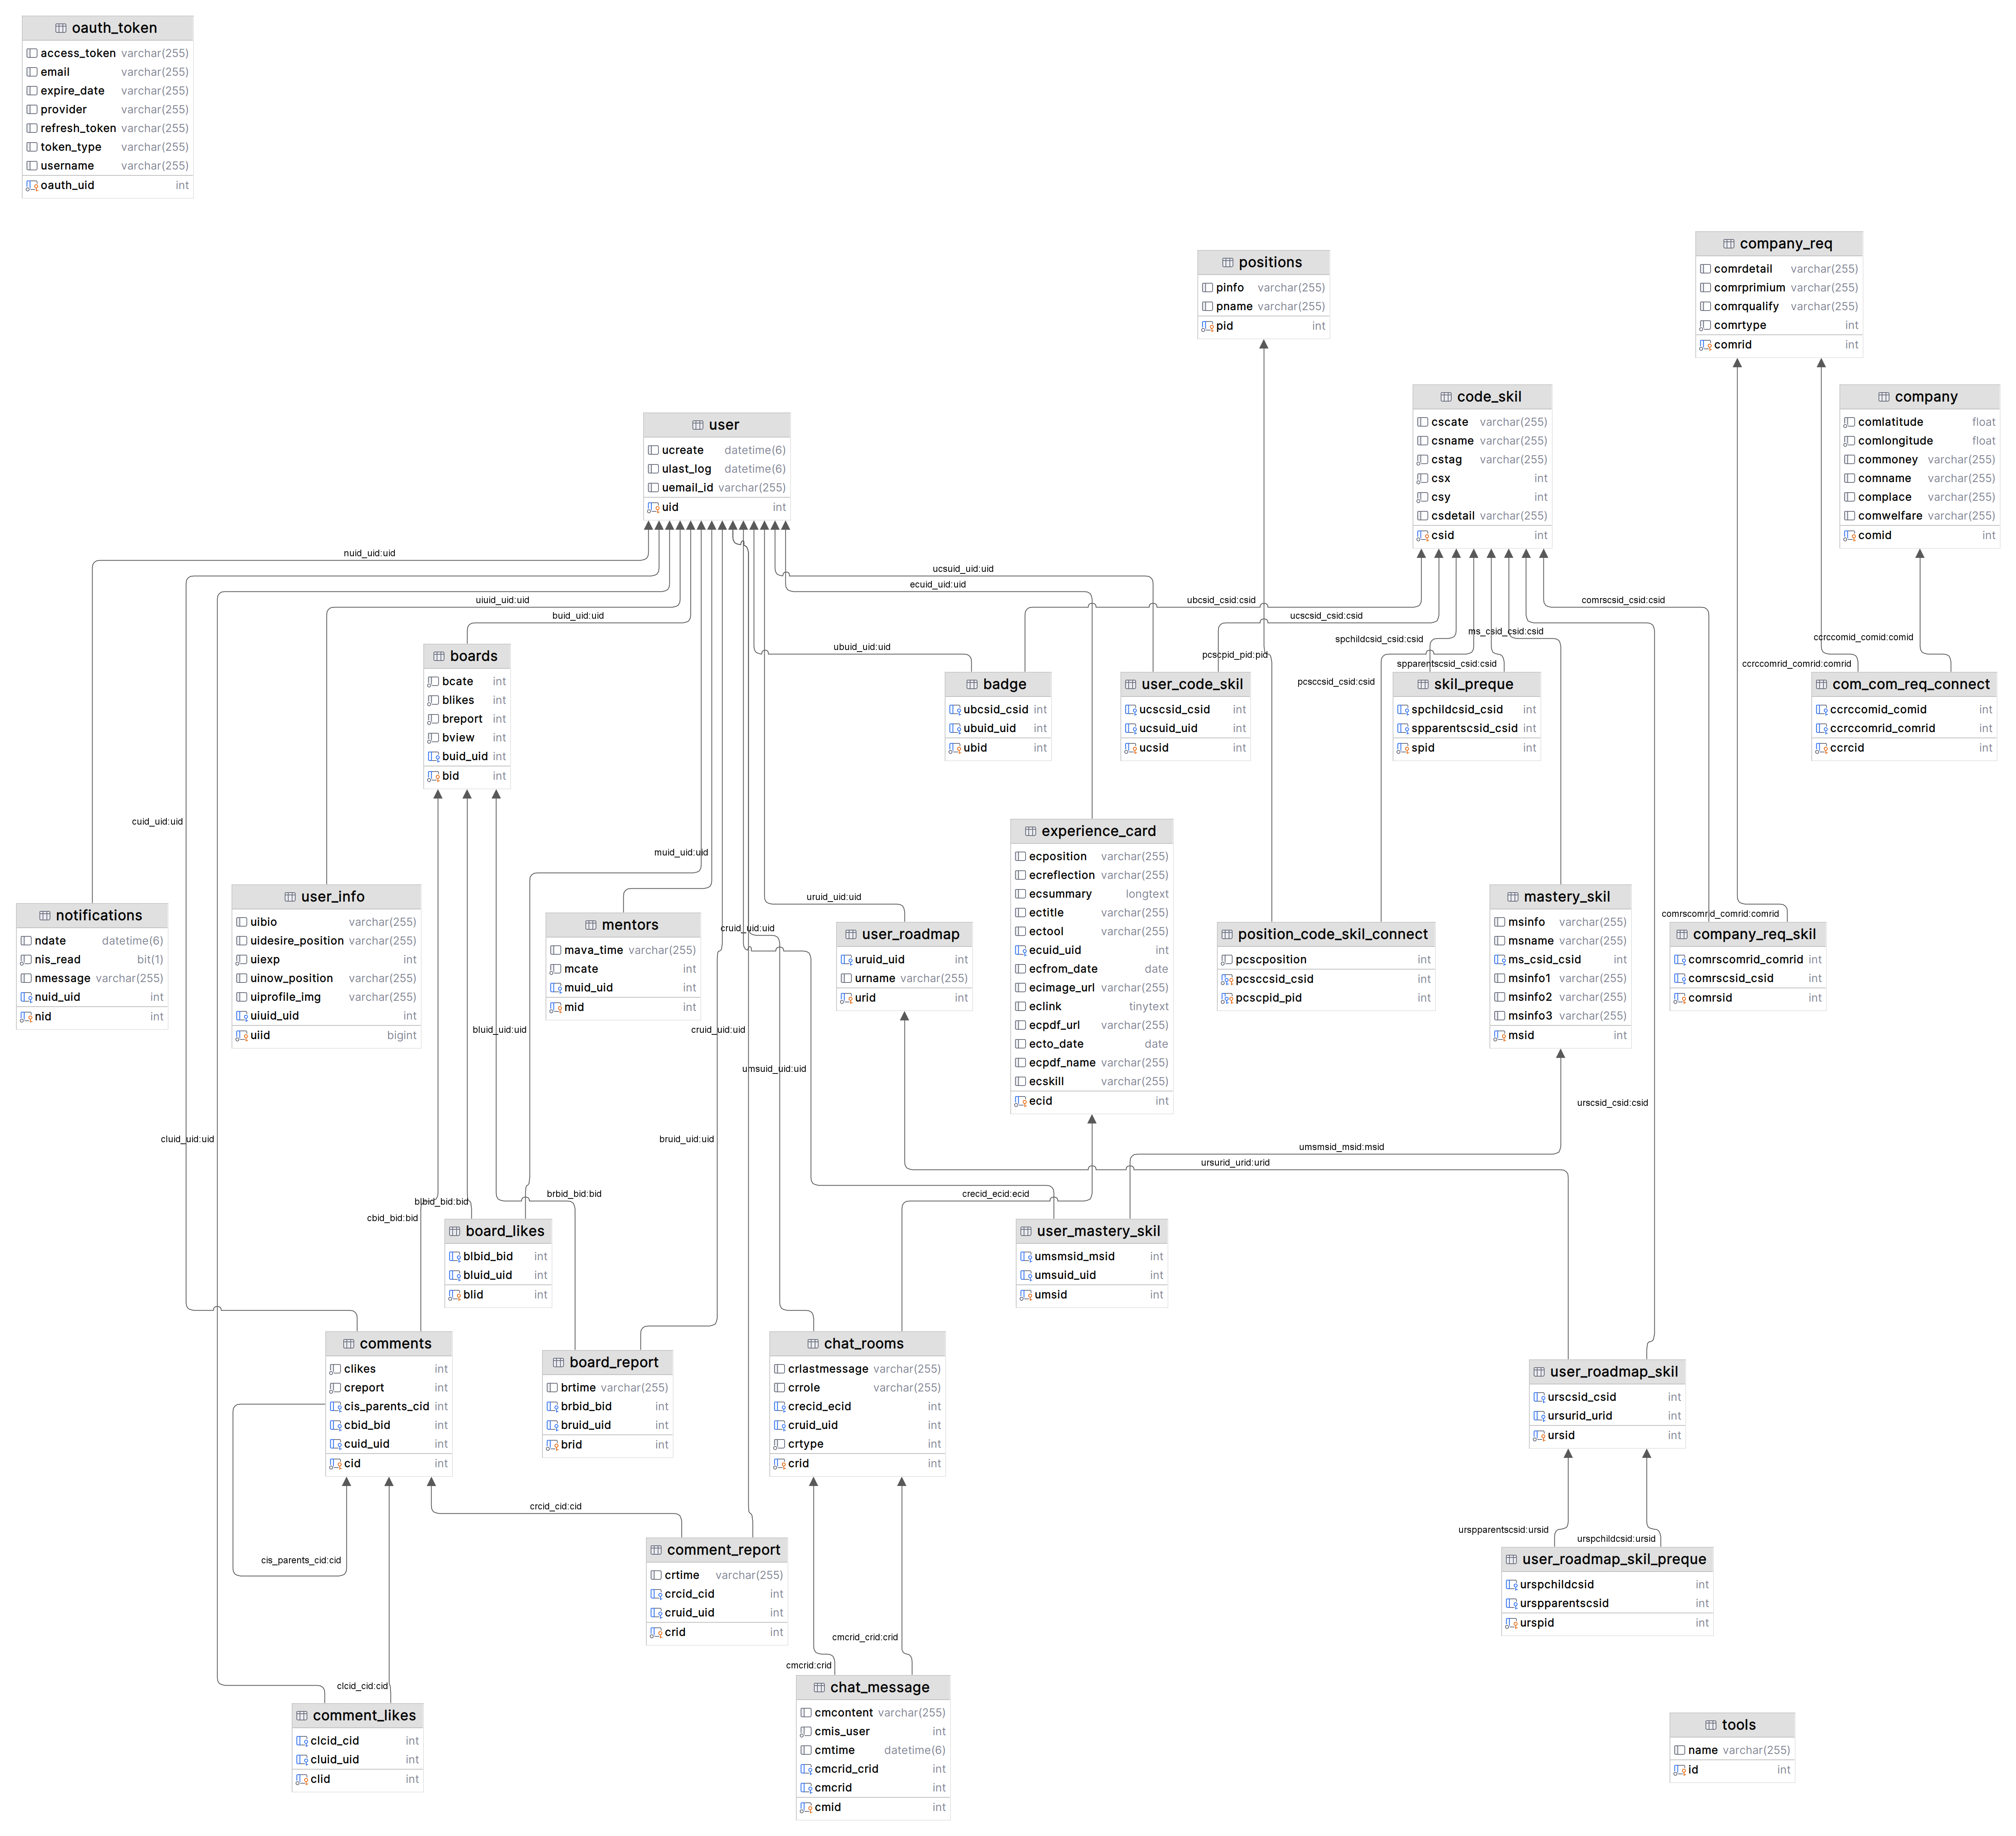 oauth_token
access_token varchar(255)
email varchar(255)
expire_date varchar(255)
provider varchar(255)
refresh_token varchar(255)
token_type varchar(255)
username varchar(255)
oauth_uid int
positions
pinfo varchar(255)
pname varchar(255)
pid int
company_req
comrdetail varchar(255)
comrprimium varchar(255)
comrqualify varchar(255)
comrtype int
comrid int
user
ucreate datetime(6)
ulast_log datetime(6)
uemail_id varchar(255)
uid int
code_skil
cscate varchar(255)
csname varchar(255)
cstag varchar(255)
csx int
csy int
csdetail varchar(255)
csid int
company
comlatitude float
comlongitude float
commoney varchar(255)
comname varchar(255)
complace varchar(255)
comwelfare varchar(255)
comid int
nuid_uid:uid
ucsuid_uid:uid
ecuid_uid:uid
uiuid_uid:uid
buid_uid:uid
ubuid_uid:uid
ubcsid_csid:csid
ucscsid_csid:csid
comrscsid_csid:csid
spchildcsid_csid:csid
ms_csid_csid:csid
pcscpid_pid:pid
spparentscsid_csid:csid
pcsccsid_csid:csid
ccrccomid_comid:comid
ccrccomrid_comrid:comrid
boards
bcate int
blikes int
breport int
bview int
buid_uid int
bid int
badge
ubcsid_csid int
ubuid_uid int
ubid int
user_code_skil
ucscsid_csid int
ucsuid_uid int
ucsid int
skil_preque
spchildcsid_csid int
spparentscsid_csid int
spid int
com_com_req_connect
ccrccomid_comid int
ccrccomrid_comrid int
ccrcid int
cuid_uid:uid
muid_uid:uid
uruid_uid:uid
cruid_uid:uid
comrscomrid_comrid:comrid
notifications
ndate datetime(6)
nis_read bit(1)
nmessage varchar(255)
nuid_uid int
nid int
user_info
uibio varchar(255)
uidesire_position varchar(255)
uiexp int
uinow_position varchar(255)
uiprofile_img varchar(255)
uiuid_uid int
uiid bigint
mentors
mava_time varchar(255)
mcate int
muid_uid int
mid int
user_roadmap
uruid_uid int
urname varchar(255)
urid int
experience_card
ecposition varchar(255)
ecreflection varchar(255)
ecsummary longtext
ectitle varchar(255)
ectool varchar(255)
ecuid_uid int
ecfrom_date date
ecimage_url varchar(255)
eclink tinytext
ecpdf_url varchar(255)
ecto_date date
ecpdf_name varchar(255)
ecskill varchar(255)
ecid int
position_code_skil_connect
pcscposition int
pcsccsid_csid int
pcscpid_pid int
mastery_skil
msinfo varchar(255)
msname varchar(255)
ms_csid_csid int
msinfo1 varchar(255)
msinfo2 varchar(255)
msinfo3 varchar(255)
msid int
company_req_skil
comrscomrid_comrid int
comrscsid_csid int
comrsid int
bluid_uid:uid
cruid_uid:uid
umsuid_uid:uid
urscsid_csid:csid
cluid_uid:uid
bruid_uid:uid
umsmsid_msid:msid
ursurid_urid:urid
brbid_bid:bid
crecid_ecid:ecid
blbid_bid:bid
cbid_bid:bid
board_likes
blbid_bid int
bluid_uid int
blid int
user_mastery_skil
umsmsid_msid int
umsuid_uid int
umsid int
comments
clikes int
creport int
cis_parents_cid int
cbid_bid int
cuid_uid int
cid int
board_report
brtime varchar(255)
brbid_bid int
bruid_uid int
brid int
chat_rooms
crlastmessage varchar(255)
crrole varchar(255)
crecid_ecid int
cruid_uid int
crtype int
crid int
user_roadmap_skil
urscsid_csid int
ursurid_urid int
ursid int
crcid_cid:cid
cis_parents_cid:cid
urspparentscsid:ursid
urspchildcsid:ursid
comment_report
crtime varchar(255)
crcid_cid int
cruid_uid int
crid int
user_roadmap_skil_preque
urspchildcsid int
urspparentscsid int
urspid int
cmcrid_crid:crid
cmcrid:crid
clcid_cid:cid
comment_likes
clcid_cid int
cluid_uid int
clid int
chat_message
cmcontent varchar(255)
cmis_user int
cmtime datetime(6)
cmcrid_crid int
cmcrid int
cmid int
tools
name varchar(255)
id int